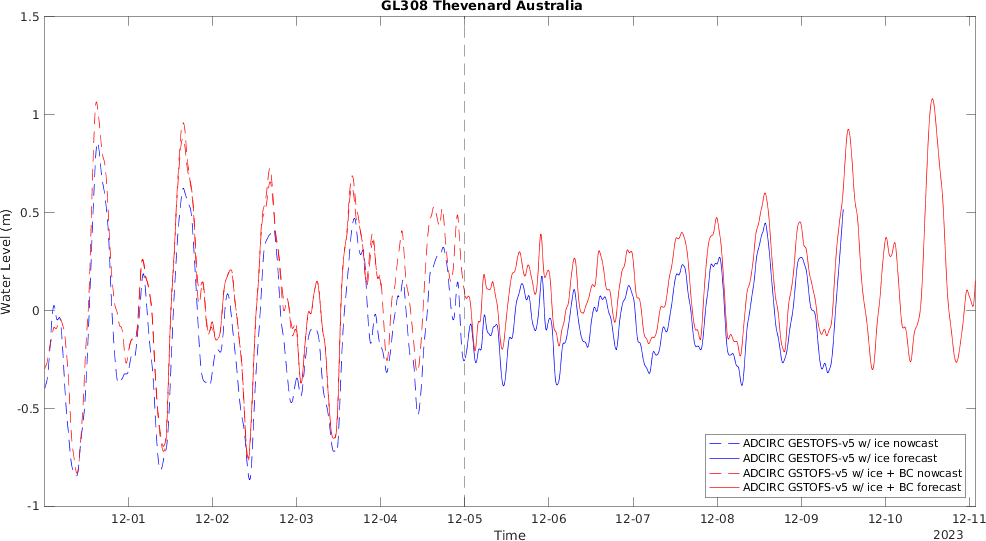 GL308 Thevenard Australia
Water Level (m)
1.5
1
0.5
0
-0.5
-1
12-01 12-02 12-03 12-04 12-05 12-06 12-07 12-08 12-09 12-10 12-11
Time
2023
ADCIRC GESTOFS-v5 w/ ice nowcast
ADCIRC GESTOFS-v5 w/ ice forecast
ADCIRC GSTOFS-v5 w/ ice + BC nowcast
ADCIRC GSTOFS-v5 w/ ice + BC forecast